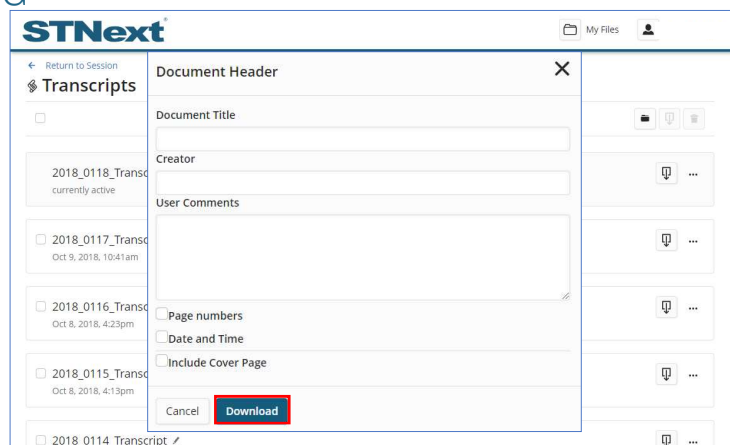 STNext
My Files
← Return to Session
Transcripts
Document Header
Document Title
Creator
User Comments
Page numbers
Date and Time
Include Cover Page
Cancel
Download
2018_0118_Transc
currently active
2018_0117_Transc
Oct 9, 2018, 10:41am
2018_0116_Transc
Oct 8, 2018, 4:23pm
2018_0115_Transc
Oct 8, 2018, 4:13pm
2018_0114_Transcript